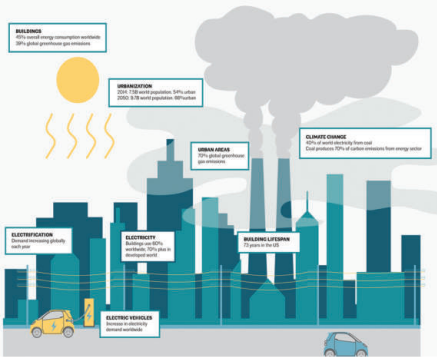 BUILDINGS
40% overall energy consumption worldwide
39% global greenhouse gas emissions
URBANIZATION
2014: 7.5B world population; 54% urban
2050: 9.7B world population; 66% urban
URBAN AREAS
70% global greenhouse
gas emissions
CLIMATE CHANGE
40% of world electricity from coal
Coal produces 70% of carbon emissions from energy sector
ELECTRIFICATION
Demand increasing globally
each year
ELECTRICITY
Buildings use 60%
worldwide, 70% plus in
developed world
BUILDING LIFESPAN
73 years in the US
ELECTRIC VEHICLES
Increase in electricity
demand worldwide